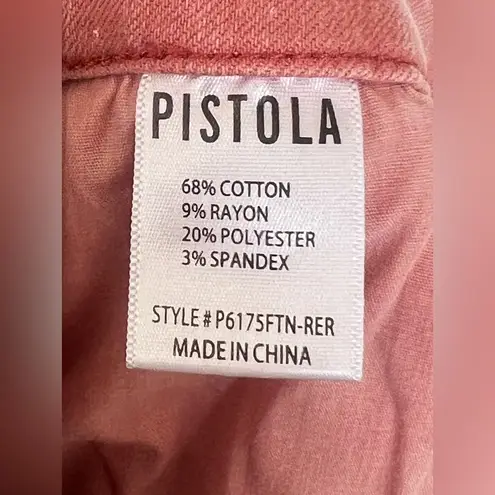 PISTOLA
68% COTTON
9% RAYON
20% POLYESTER
3% SPANDEX
STYLE # P6175FTN-RER
MADE IN CHINA